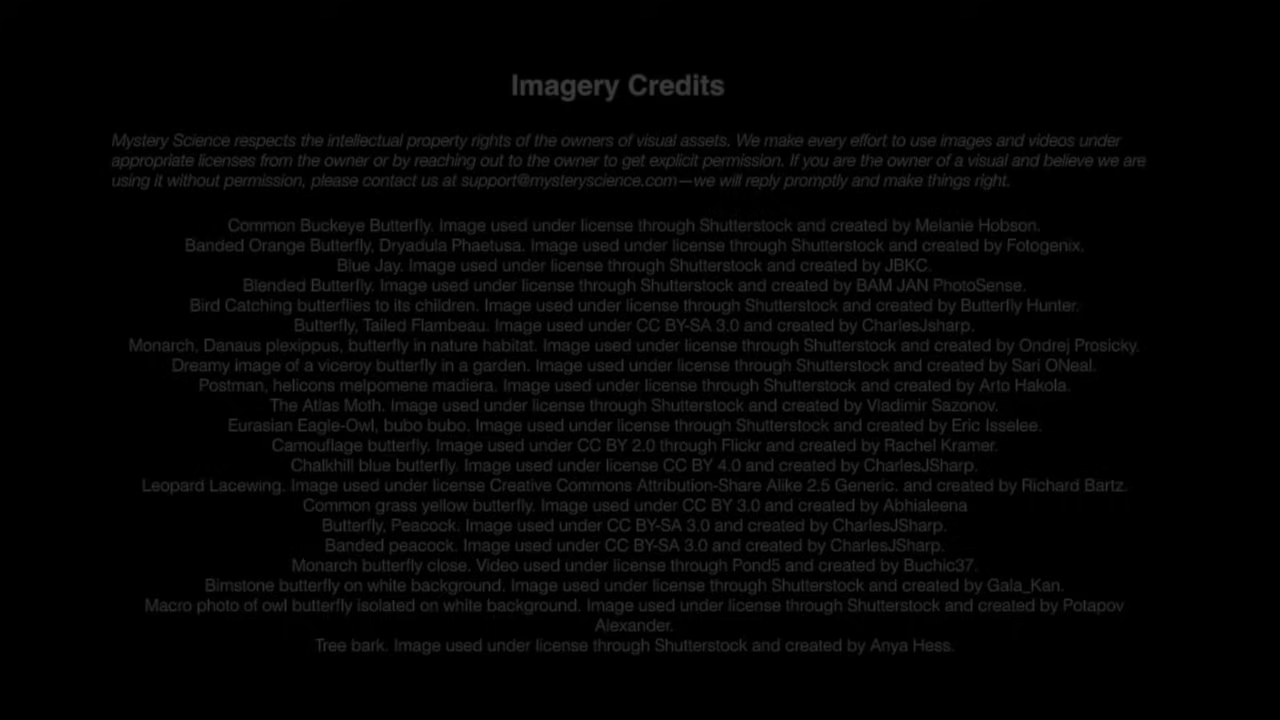 Imagery Credits
Mystery Science respects the intellectual property rights of the owners of visual assets. We make every effort to use images and videos under
appropriate licenses from the owner or by reaching out to the owner to get explicit permission. If you are the owner of a visual and believe we are
using it without permission, please contact us at support@mysteryscience.com—we will reply promptly and make things right.
Common Buckeye Butterfly. Image used under license through Shutterstock and created by Melanie Hobson.
Banded Orange Butterfly, Dryadula Phaetusa. Image used under license through Shutterstock and created by Fotogenix.
Blue Jay. Image used under license through Shutterstock and created by JBKC.
Blended Butterfly. Image used under license through Shutterstock and created by BAM JAN PhotoSense.
Bird Catching butterflies to its children. Image used under license through Shutterstock and created by Butterfly Hunter.
Butterfly, Tailed Flambeau. Image used under CC BY-SA 3.0 and created by CharlesJsharp.
Monarch, Danaus plexippus, butterfly in nature habitat. Image used under license through Shutterstock and created by Ondrej Prosicky.
Dreamy image of a viceroy butterfly in a garden. Image used under license through Shutterstock and created by Sari ONeal.
Postman, helicons melpomene madiera. Image used under license through Shutterstock and created by Arto Hakola.
The Atlas Moth. Image used under license through Shutterstock and created by Vladimir Sazonov.
Eurasian Eagle-Owl, bubo bubo. Image used under license through Shutterstock and created by Eric Isselee.
Camouflage butterfly. Image used under CC BY 2.0 through Flickr and created by Rachel Kramer.
Chalkhill blue butterfly. Image used under license CC BY 4.0 and created by CharlesJSharp.
Leopard Lacewing. Image used under license Creative Commons Attribution-Share Alike 2.5 Generic. and created by Richard Bartz.
Common grass yellow butterfly. Image used under CC BY 3.0 and created by Abhialeena
Butterfly, Peacock. Image used under CC BY-SA 3.0 and created by CharlesJSharp.
Banded peacock. Image used under CC BY-SA 3.0 and created by CharlesJSharp.
Monarch butterfly close. Video used under license through Pond5 and created by Buchic37.
Bimstone butterfly on white background. Image used under license through Shutterstock and created by Gala_Kan.
Macro photo of owl butterfly isolated on white background. Image used under license through Shutterstock and created by Potapov
Alexander.
Tree bark. Image used under license through Shutterstock and created by Anya Hess.